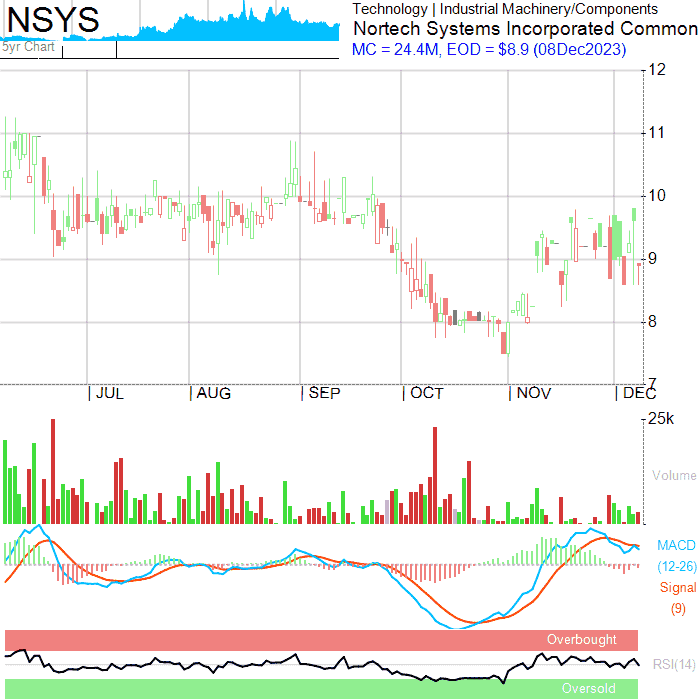 NSYS
5yr Chart
Technology | Industrial Machinery/Components
Nortech Systems Incorporated Common
MC = 24.4M, EOD = $8.9 (08Dec2023)
12
11
10
9
8
7
JUL AUG SEP OCT NOV DEC
25k
Volume
MACD
(12-26)
Signal
(9)
Overbought
RSI(14)
Oversold